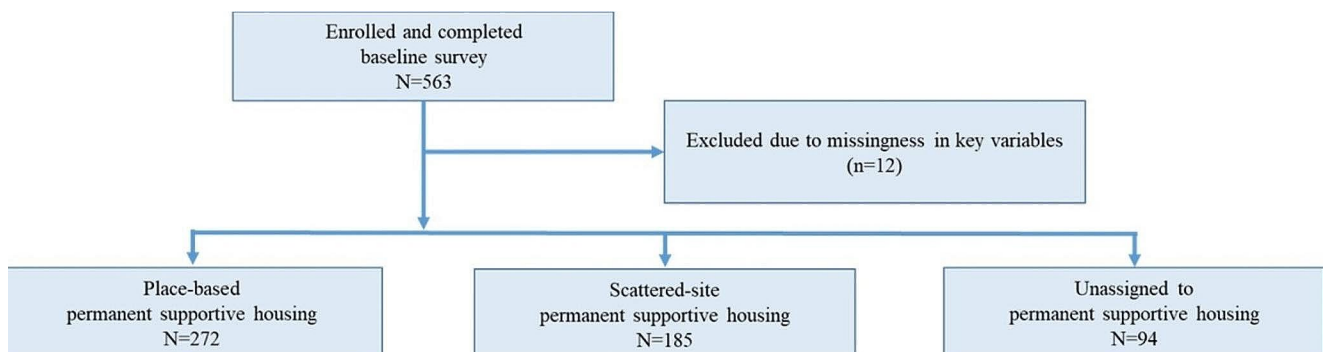 Enrolled and completed
baseline survey
N=563
Excluded due to missingness in key variables
(n=12)
Place-based
permanent supportive housing
N=272
Scattered-site
permanent supportive housing
N=185
Unassigned to
permanent supportive housing
N=94